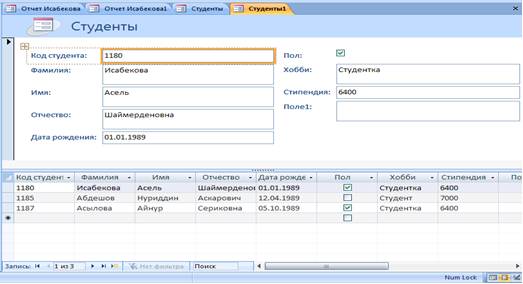 Отчет Исабекова Отчет Исабекова1 Студенты Студенты1
Студенты
Код студента: 1180 Пол:
Фамилия: Исабекова Хобби: Студентка
Имя: Асель Стипендия: 6400
Отчество: Шаймерденовна Поле1:
Дата рождения: 01.01.1989
Код студент Фамилия Имя Отчество Дата рожде Пол Хобби Стипендия Пол
1180 Исабекова Асель Шаймерденов 01.01.1989 Студентка 6400
1185 Абдешов Нуриддин Аскарович 12.04.1989 Студент 7000
1187 Асылова Айнур Сериковна 05.10.1989 Студентка 6400
Запись: 1 из 3 Нет фильтра Поиск
Num Lock